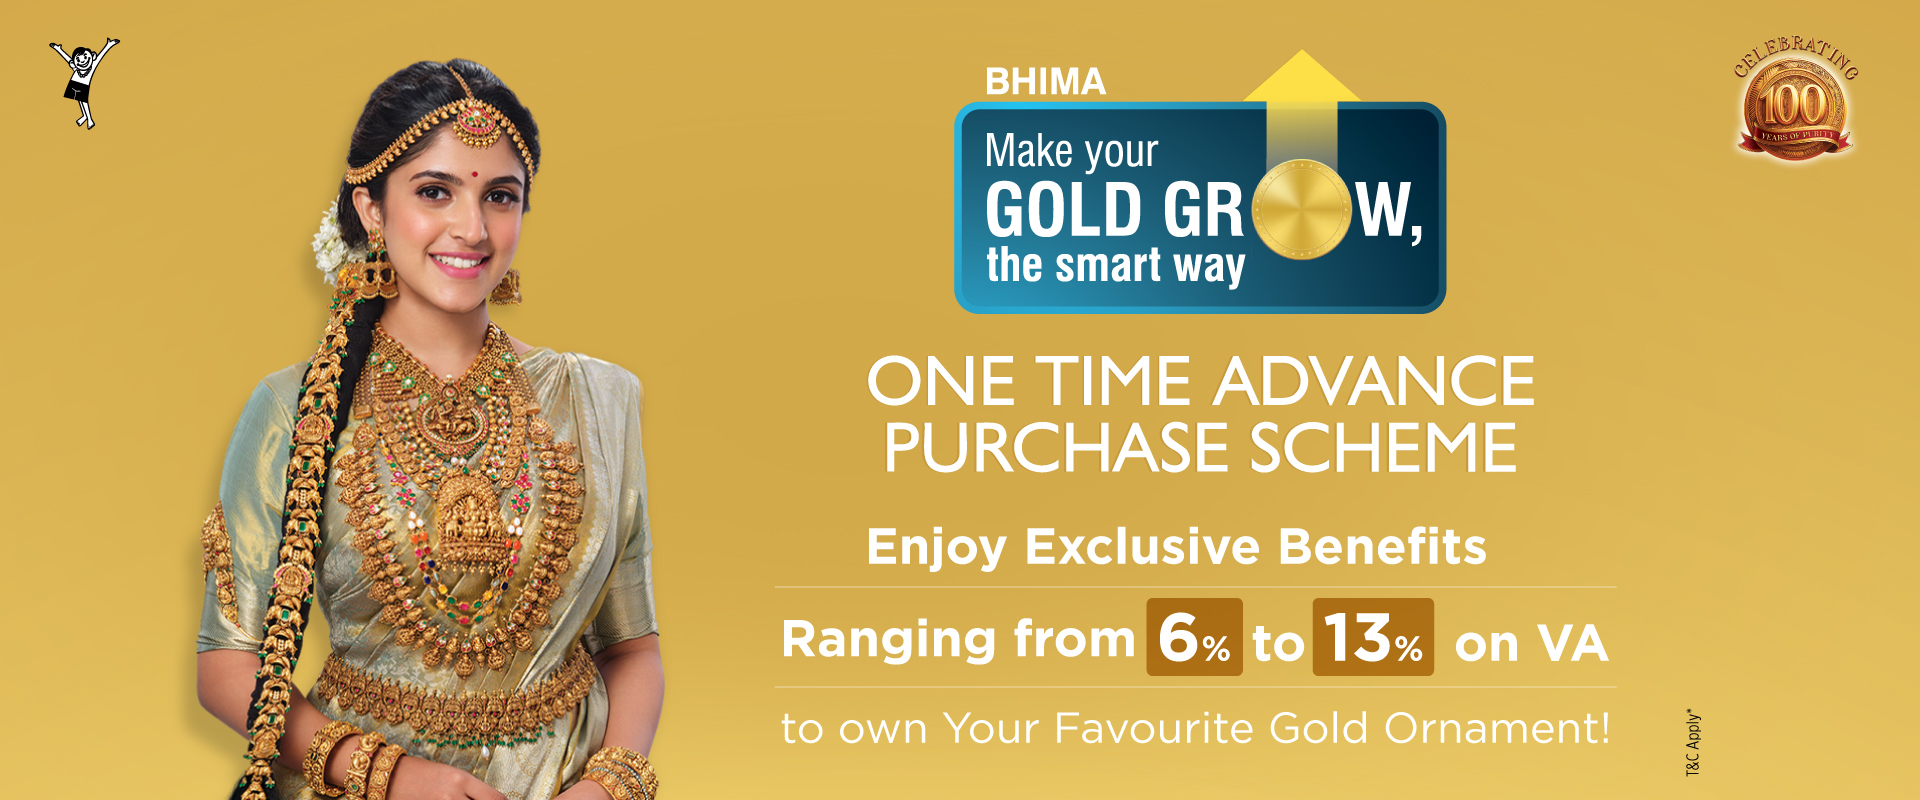 BHIMA
Make your
GOLD GROW,
the smart way
CELEBRATING
100
YEARS OF PURITY
ONE TIME ADVANCE
PURCHASE SCHEME
Enjoy Exclusive Benefits
Ranging from 6% to 13% on VA
to own Your Favourite Gold Ornament!
T&C Apply*